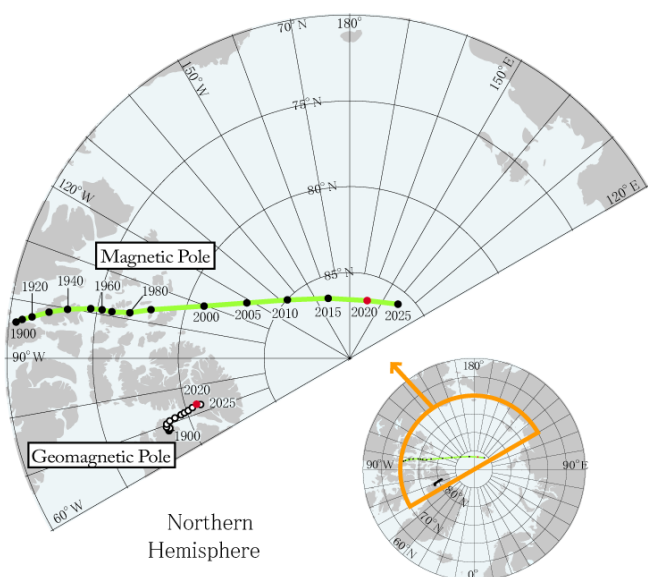 70°N
180°
150°W
150°E
75°N
120°W
80°N
120°E
Magnetic Pole
85°N
1920
1940
1960
1980
2000
2005
2010
2015
2020
2025
1900
90°W
2020
2025
1900
Geomagnetic Pole
60°W
Northern
Hemisphere
180°
90°W
90°E
80°N
70°N
60°N
0°